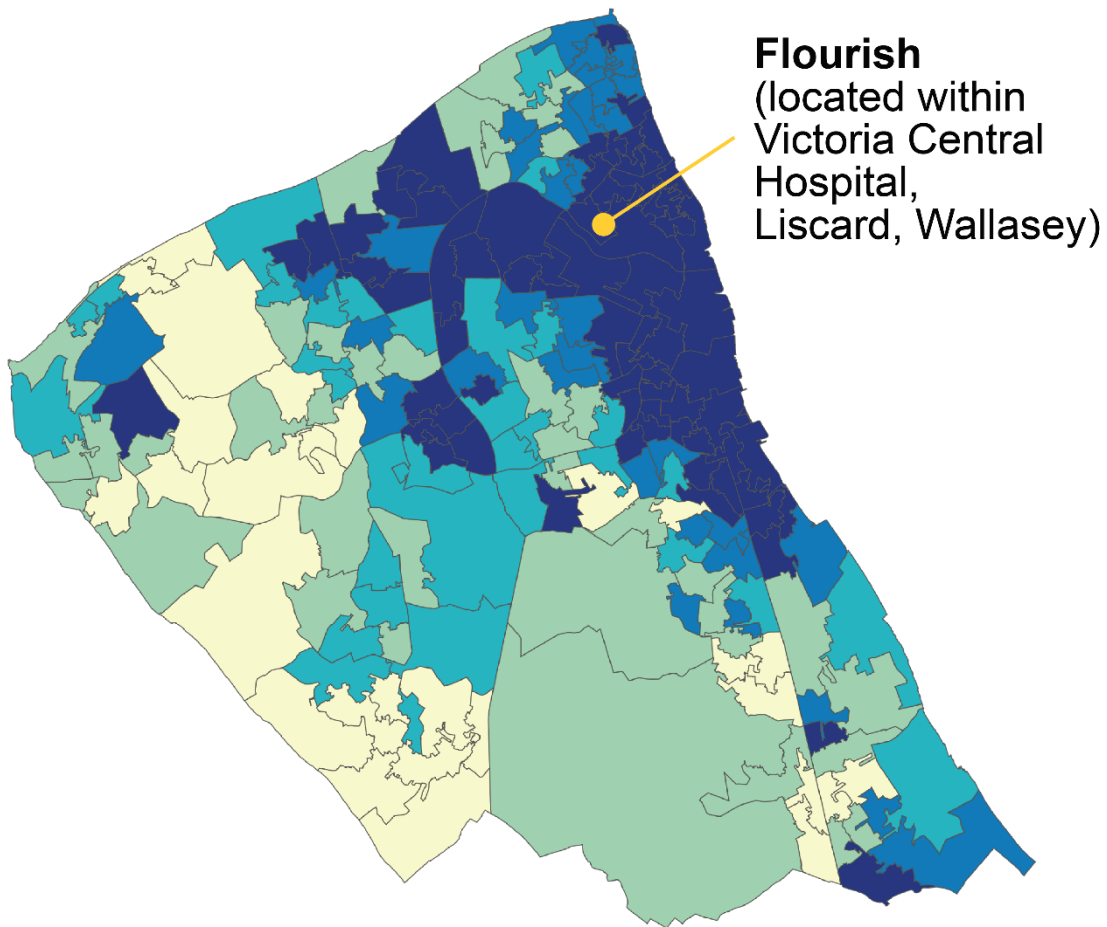 Flourish
(located within
Victoria Central
Hospital,
Liscard, Wallasey)